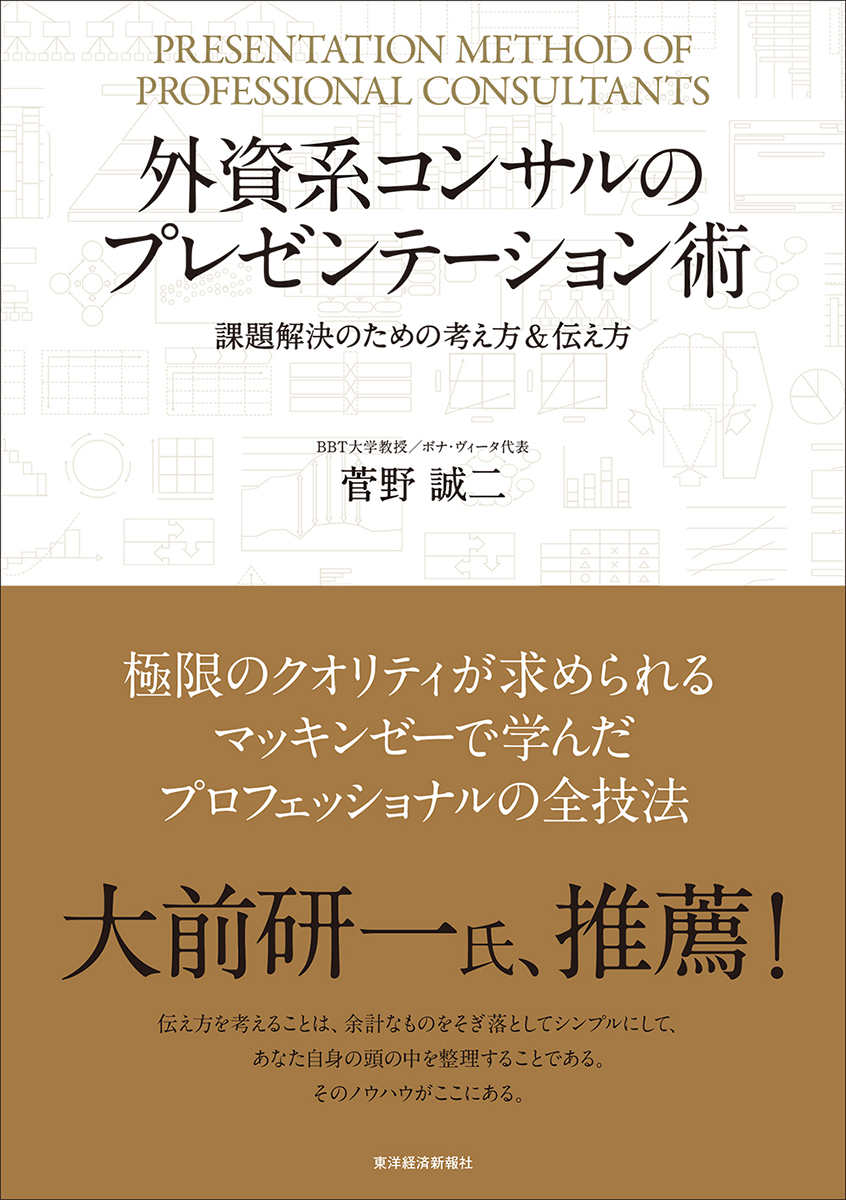 PRESENTATION METHOD OF
PROFESSIONAL CONSULTANTS
外資系コンサルの
プレゼンテーション術
課題解決のための考え方&伝え方
BBT大学教授/ボナ・ヴィータ代表
菅野 誠二
極限のクオリティが求められる
マッキンゼーで学んだ
プロフェッショナルの全技法
大前研一氏、推薦!
伝え方を考えることは、余計なものをそぎ落としてシンプルにして、
あなた自身の頭の中を整理することである。
そのノウハウがここにある。
東洋経済新報社